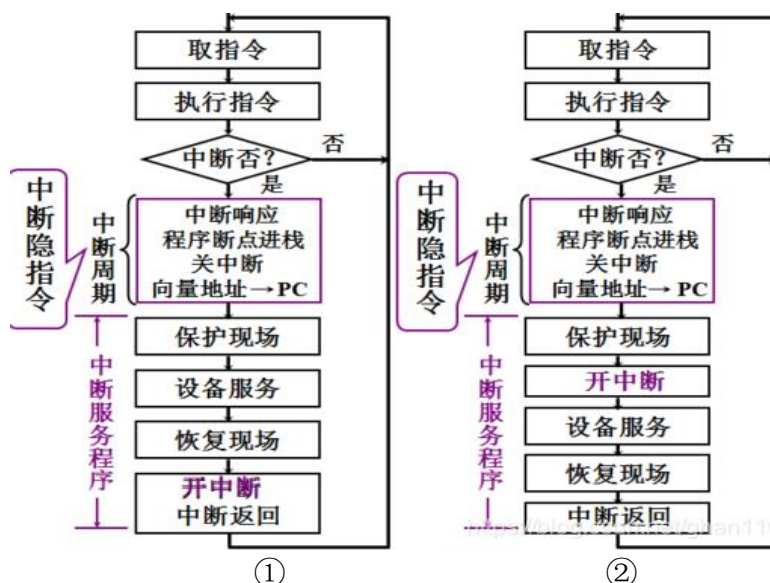 取指令
执行指令
中断否?
否
是
中断隐指令
中断周期
中断响应
程序断点进栈
关中断
向量地址→PC
中断服务程序
保护现场
设备服务
恢复现场
开中断
中断返回
①
取指令
执行指令
中断否?
否
是
中断隐指令
中断周期
中断响应
程序断点进栈
关中断
向量地址→PC
中断服务程序
保护现场
开中断
设备服务
恢复现场
中断返回
②